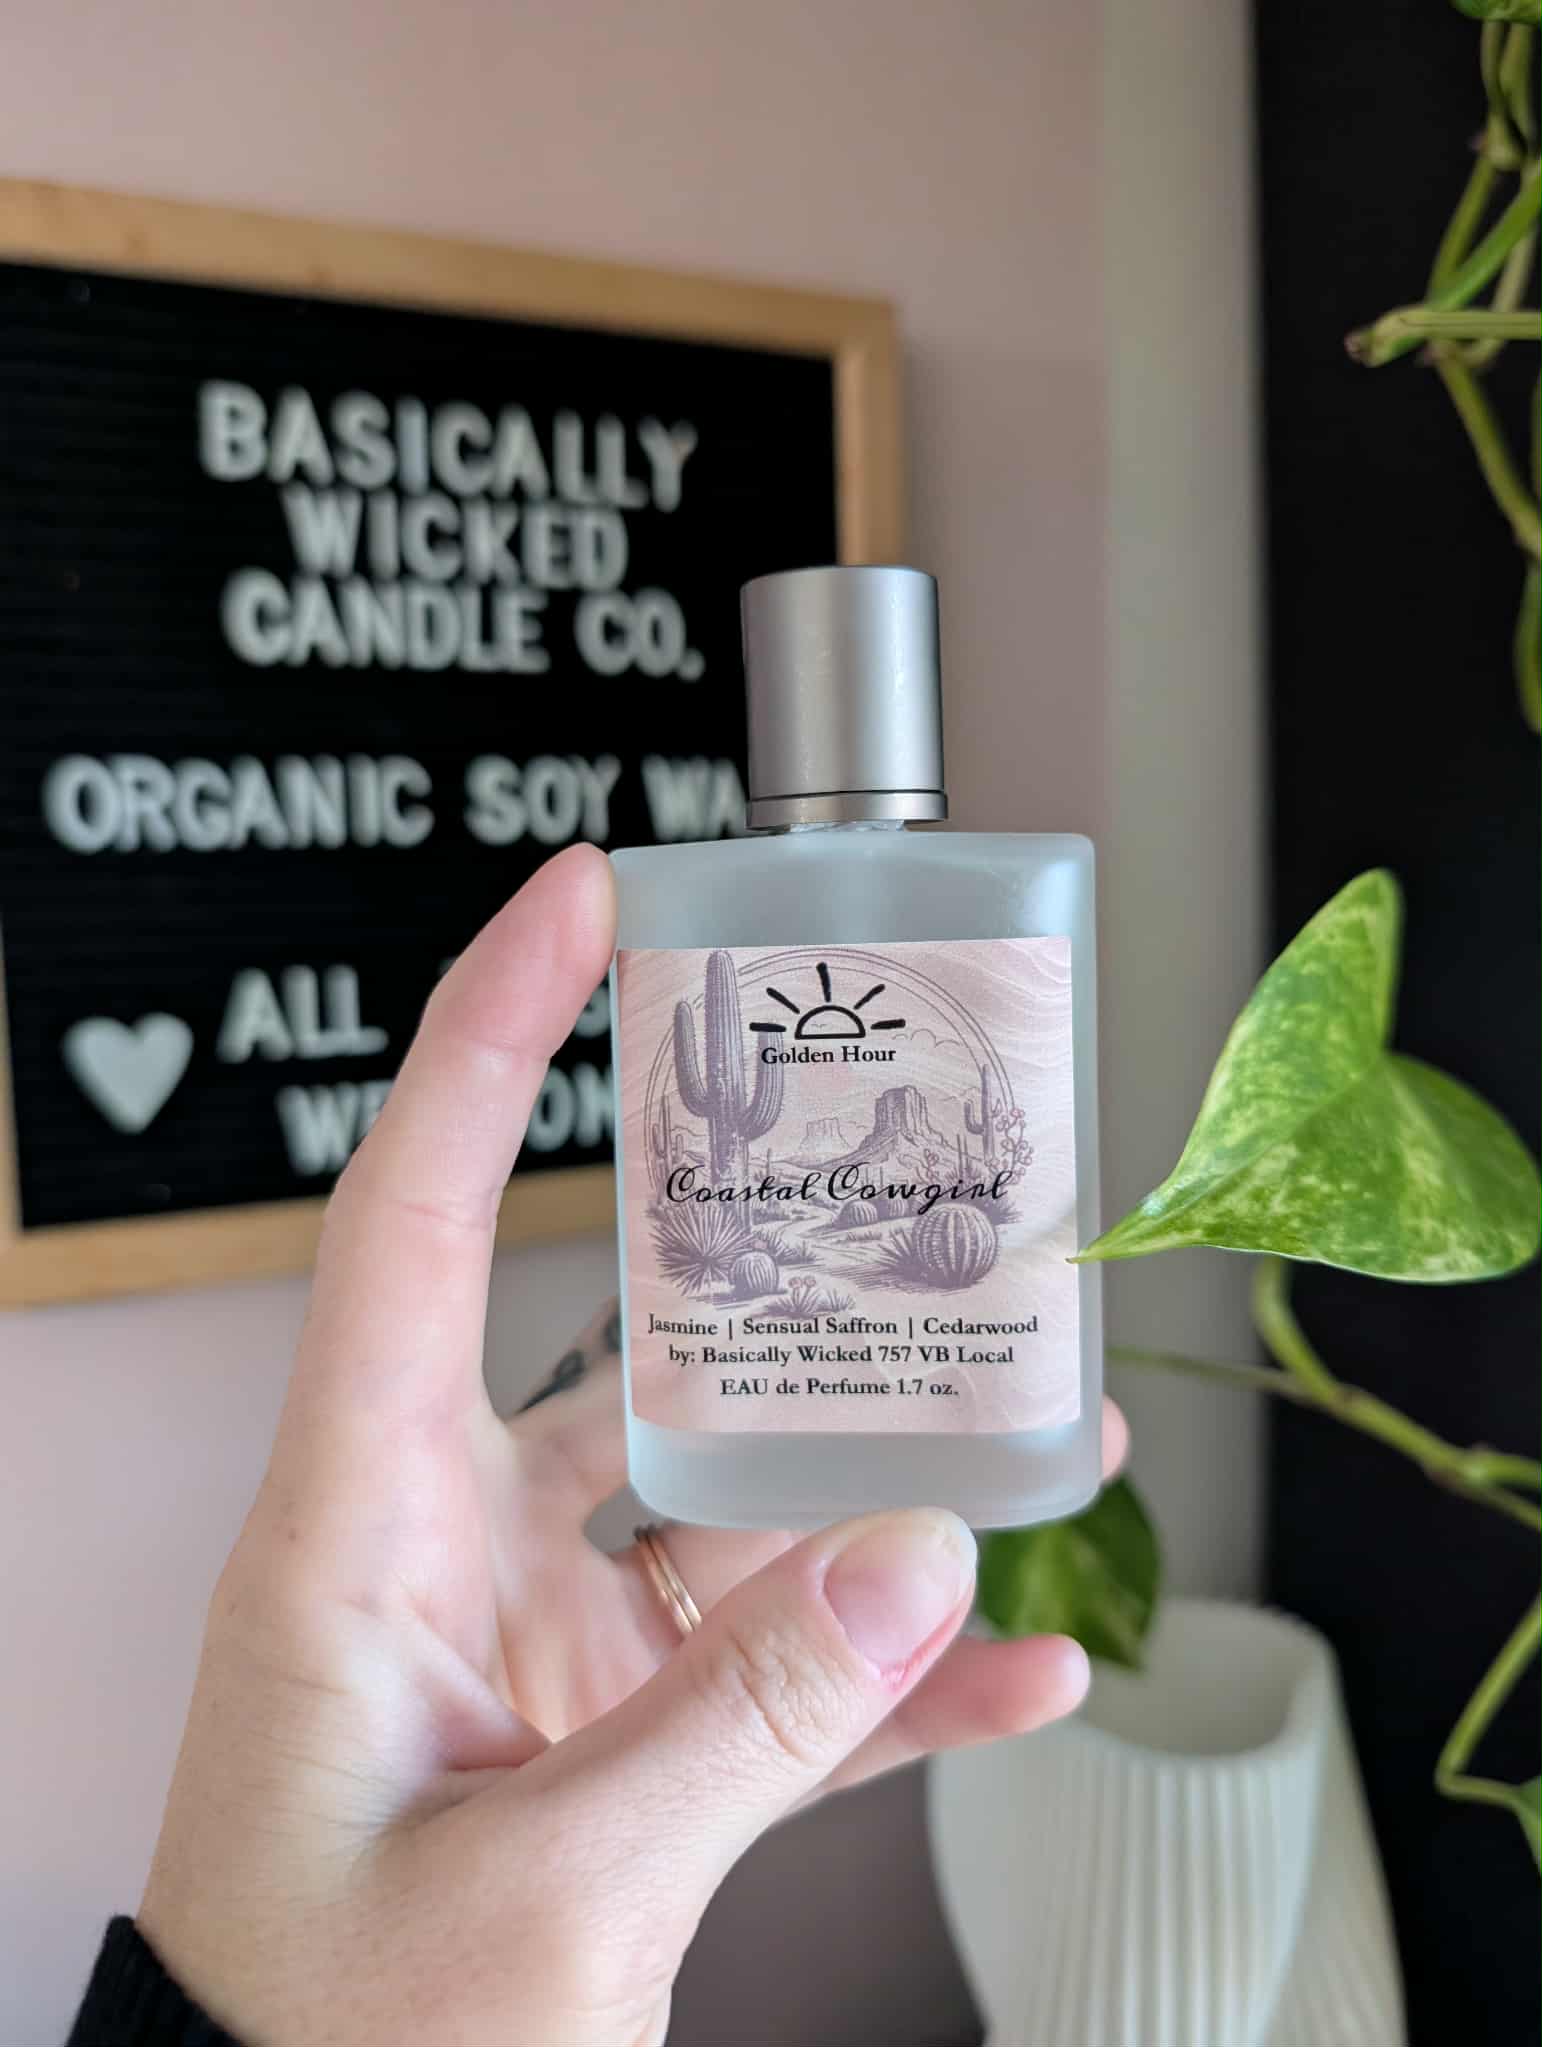 BASICALLY
WICKED
CANDLE CO.
ORGANIC SOY WA
ALL
Golden Hour
Coastal Cowgirl
Jasmine | Sensual Saffron | Cedarwood
by: Basically Wicked 757 VB Local
EAU de Perfume 1.7 oz.